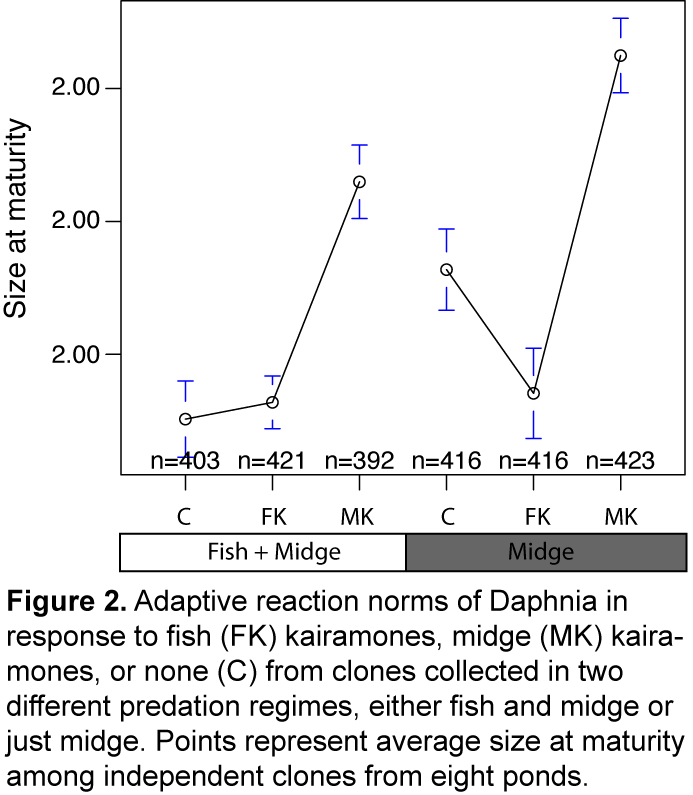 Size at maturity
2.00
2.00
2.00
n=403 n=421 n=392 n=416 n=416 n=423
C FK MK C FK MK
Fish + Midge Midge
Figure 2. Adaptive reaction norms of Daphnia in
response to fish (FK) kairamones, midge (MK) kaira-
mones, or none (C) from clones collected in two
different predation regimes, either fish and midge or
just midge. Points represent average size at maturity
among independent clones from eight ponds.